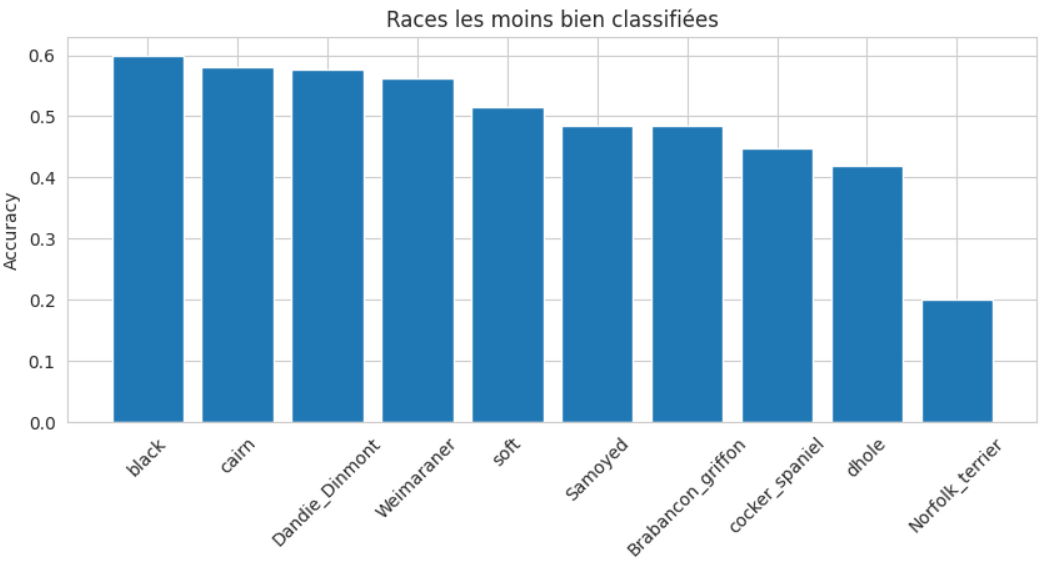 Races les moins bien classifiées
Accuracy
0.6
0.5
0.4
0.3
0.2
0.1
0.0
black
cairn
Dandie_Dinmont
Weimaraner
soft
Samoyed
Brabancon_griffon
cocker_spaniel
dhole
Norfolk_terrier